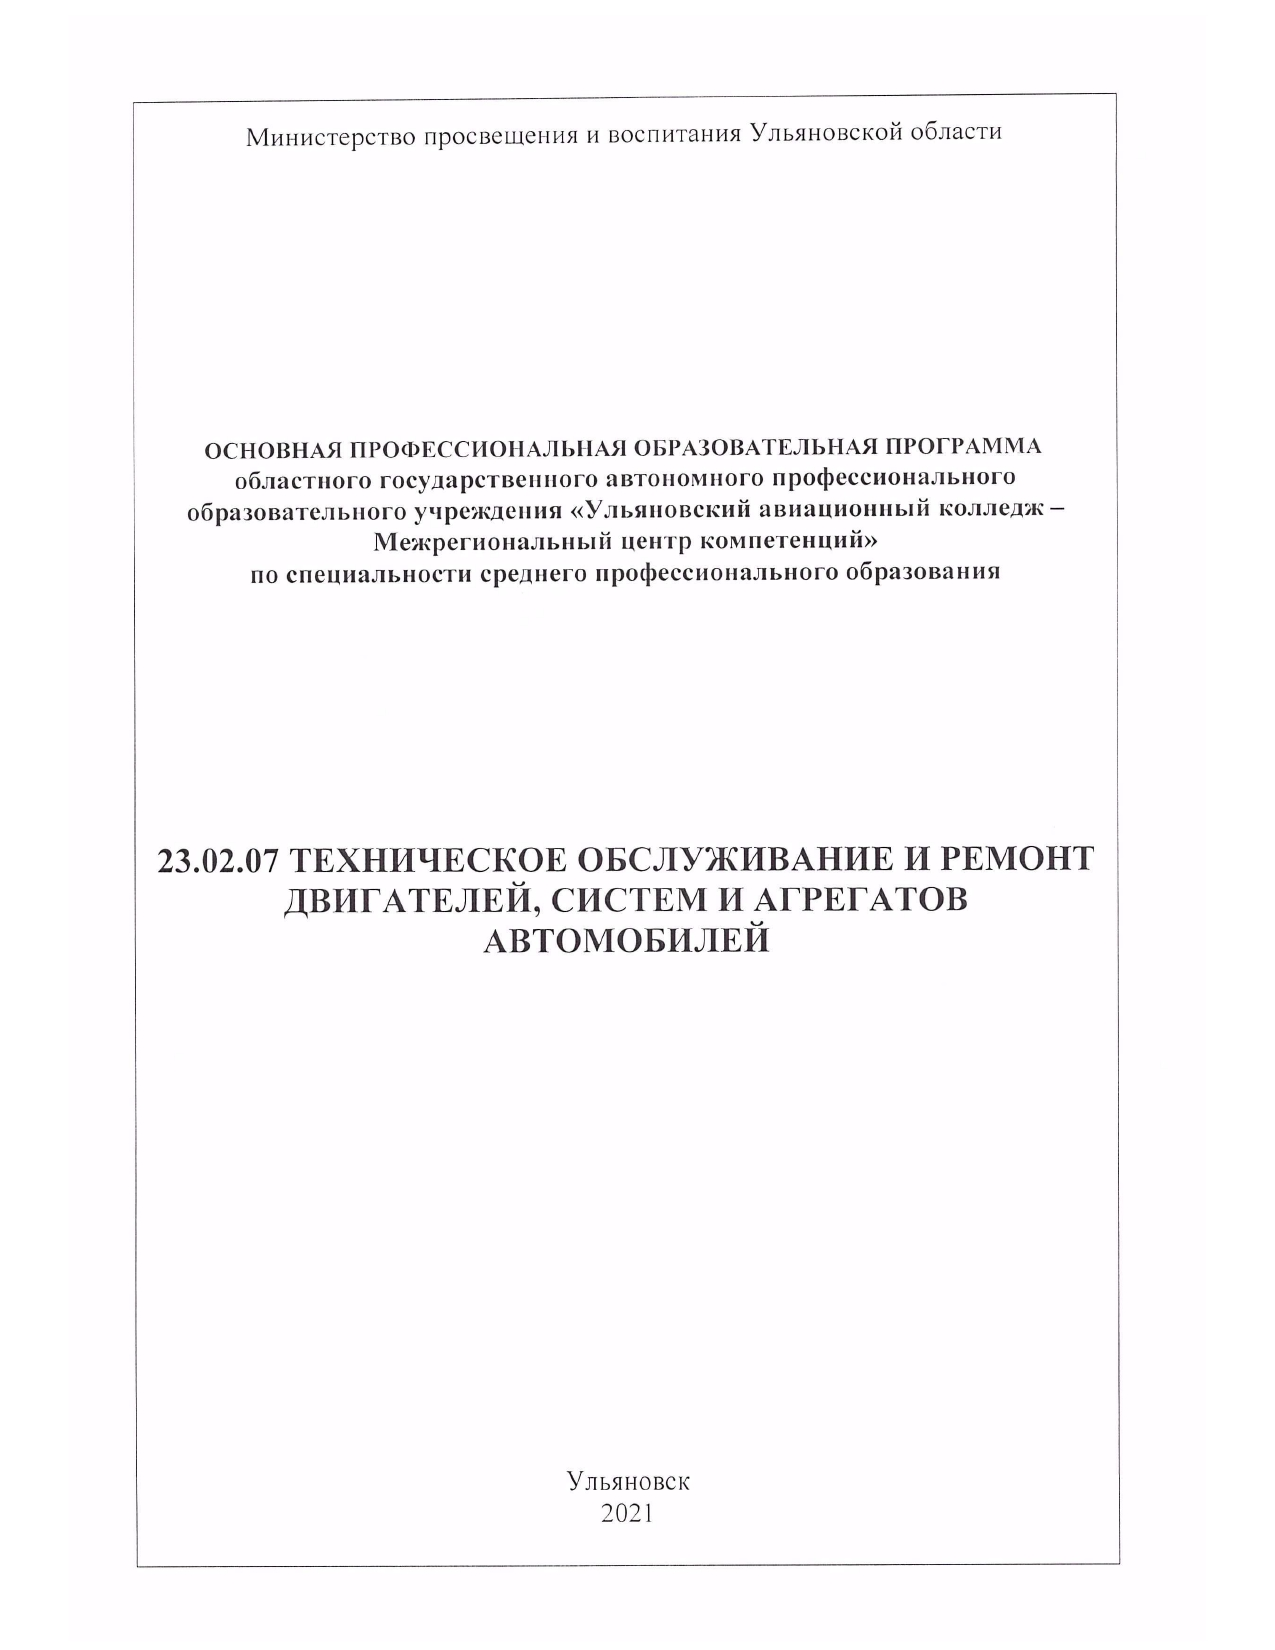 Министерство просвещения и воспитания Ульяновской области
ОСНОВНАЯ ПРОФЕССИОНАЛЬНАЯ ОБРАЗОВАТЕЛЬНАЯ ПРОГРАММА
областного государственного автономного профессионального
образовательного учреждения «Ульяновский авиационный колледж –
Межрегиональный центр компетенций»
по специальности среднего профессионального образования
23.02.07 ТЕХНИЧЕСКОЕ ОБСЛУЖИВАНИЕ И РЕМОНТ
ДВИГАТЕЛЕЙ, СИСТЕМ И АГРЕГАТОВ
АВТОМОБИЛЕЙ
Ульяновск
2021